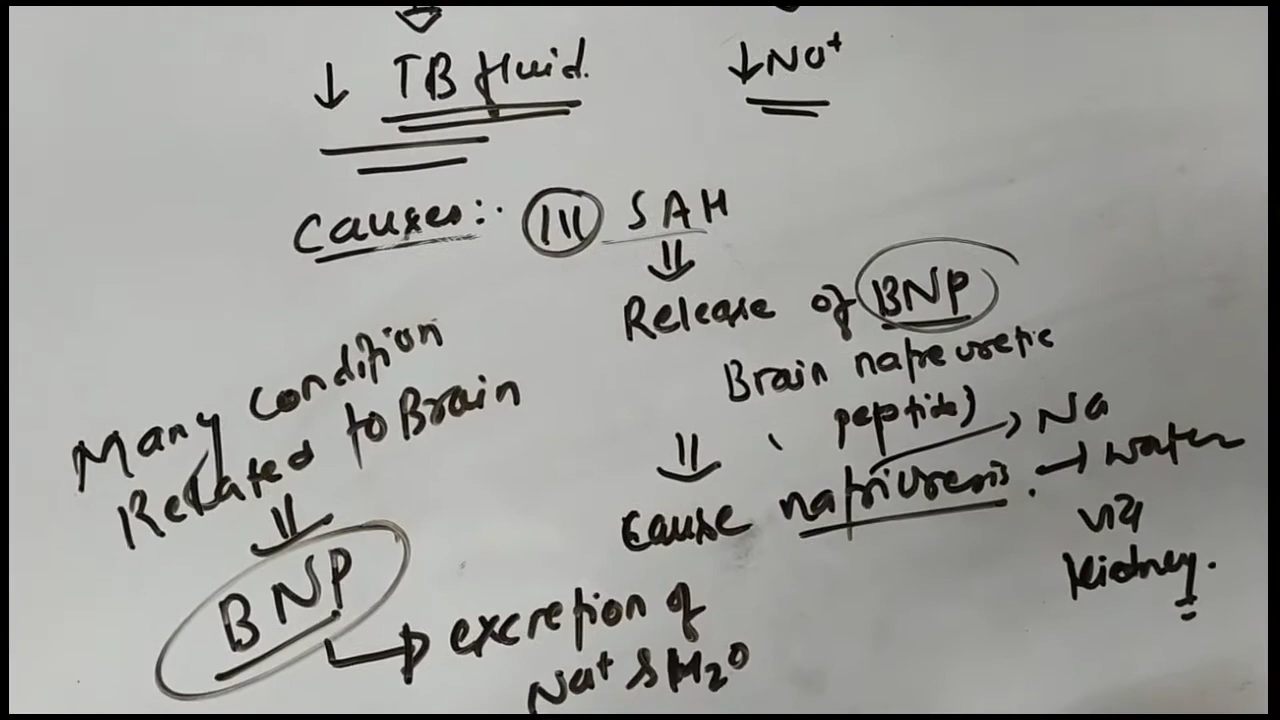 ↓ TB fluid.
↓ Na+
Causes:. III SAH
Release of BNP
Brain natreuretic
peptide)
cause natriuresis. → Na
→ water
via
kidney.
Many condition
Related to Brain
BNP
excretion of
Na+ & H2O